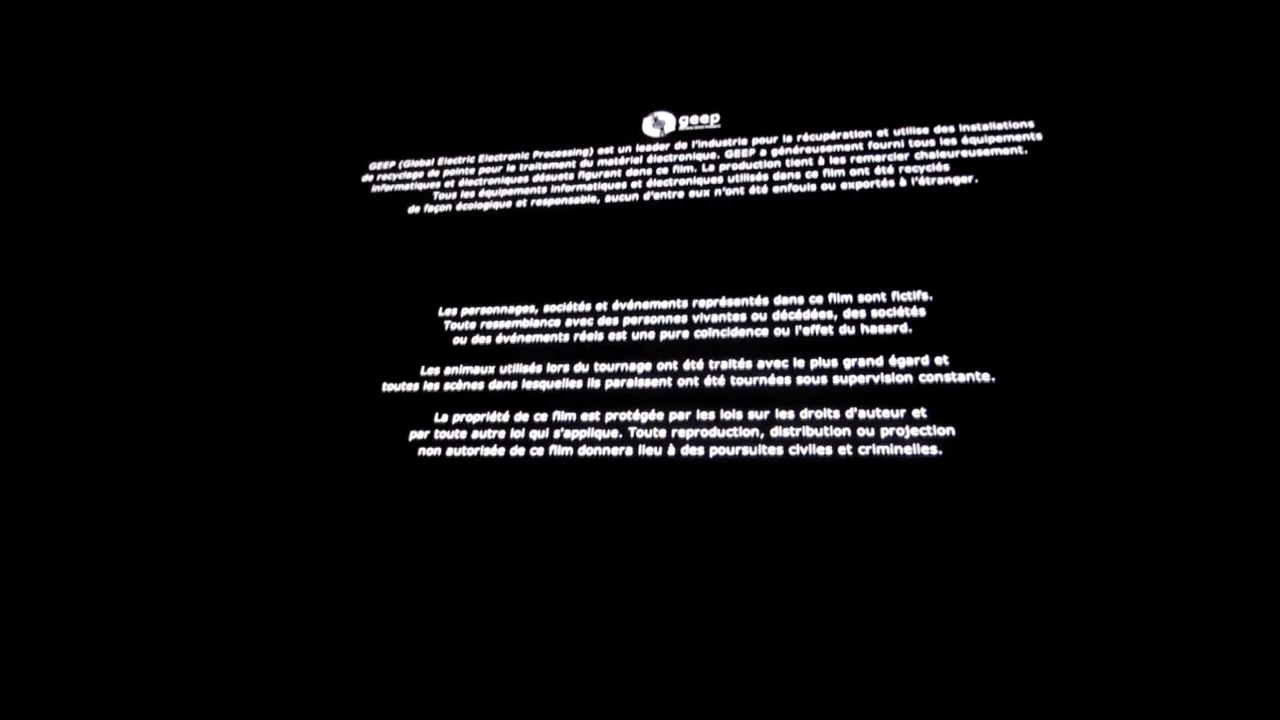 geep
GEEP (Global Electric Electronic Processing) est un leader de l'industrie pour la récupération et utilise des installations
de recyclage de pointe pour le traitement du matériel électronique. GEEP a généreusement fourni tous les équipements
informatiques et électroniques désuets figurant dans ce film. La production tient à les remercier chaleureusement.
Tous les équipements informatiques et électroniques utilisés dans ce film ont été recyclés
de façon écologique et responsable, aucun d'entre eux n'ont été enfouis ou exportés à l'étranger.
Les personnages, sociétés et événements représentés dans ce film sont fictifs.
Toute ressemblance avec des personnes vivantes ou décédées, des sociétés
ou des événements réels est une pure coïncidence ou l'effet du hasard.
Les animaux utilisés lors du tournage ont été traités avec le plus grand égard et
toutes les scènes dans lesquelles ils paraissent ont été tournées sous supervision constante.
La propriété de ce film est protégée par les lois sur les droits d'auteur et
par toute autre loi qui s'applique. Toute reproduction, distribution ou projection
non autorisée de ce film donnera lieu à des poursuites civiles et criminelles.